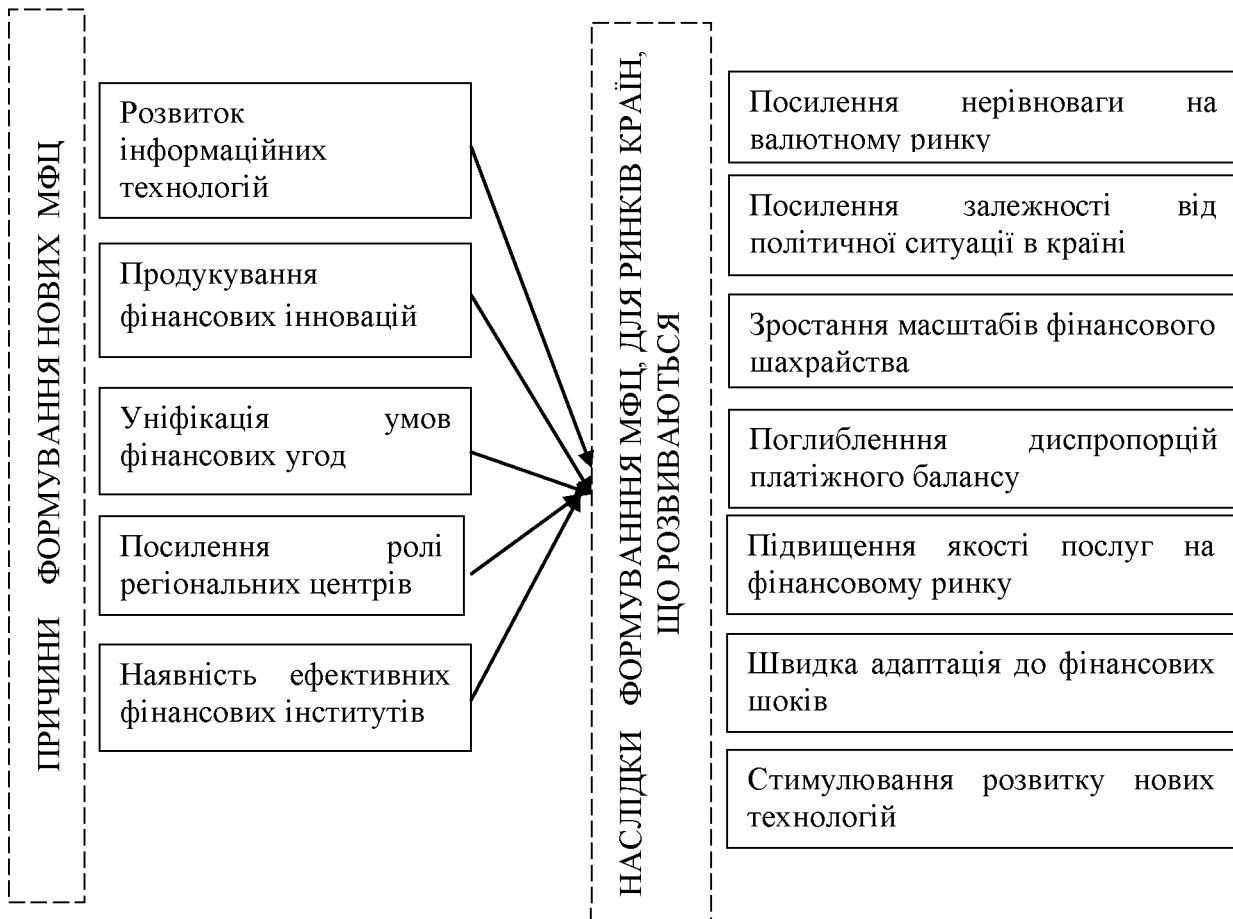 ПРИЧИНИ ФОРМУВАННЯ НОВИХ МФЦ
Розвиток
інформаційних
технологій
Продукування
фінансових інновацій
Уніфікація умов
фінансових угод
Посилення ролі
регіональних центрів
Наявність ефективних
фінансових інститутів
НАСЛІДКИ ФОРМУВАНННЯ МФЦ, ДЛЯ РИНКІВ КРАЇН,
ЩО РОЗВИВАЮТЬСЯ
Посилення нерівноваги на
валютному ринку
Посилення залежності від
політичної ситуації в країні
Зростання масштабів фінансового
шахрайства
Поглибленння диспропорцій
платіжного балансу
Підвищення якості послуг на
фінансовому ринку
Швидка адаптація до фінансових
шоків
Стимулювання розвитку нових
технологій